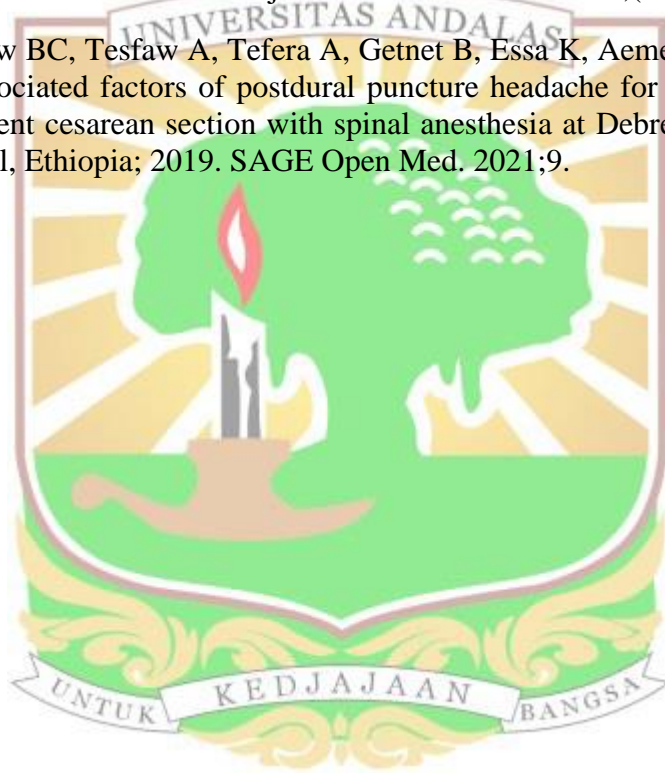 UNIVERSITAS ANDALAS
w BC, Tesfaw A, Tefera A, Getnet B, Essa K, Aeme
ociated factors of postdural puncture headache for
ent cesarean section with spinal anesthesia at Debre
l, Ethiopia; 2019. SAGE Open Med. 2021;9.
UNTUK KEDJAJAAN BANGSA